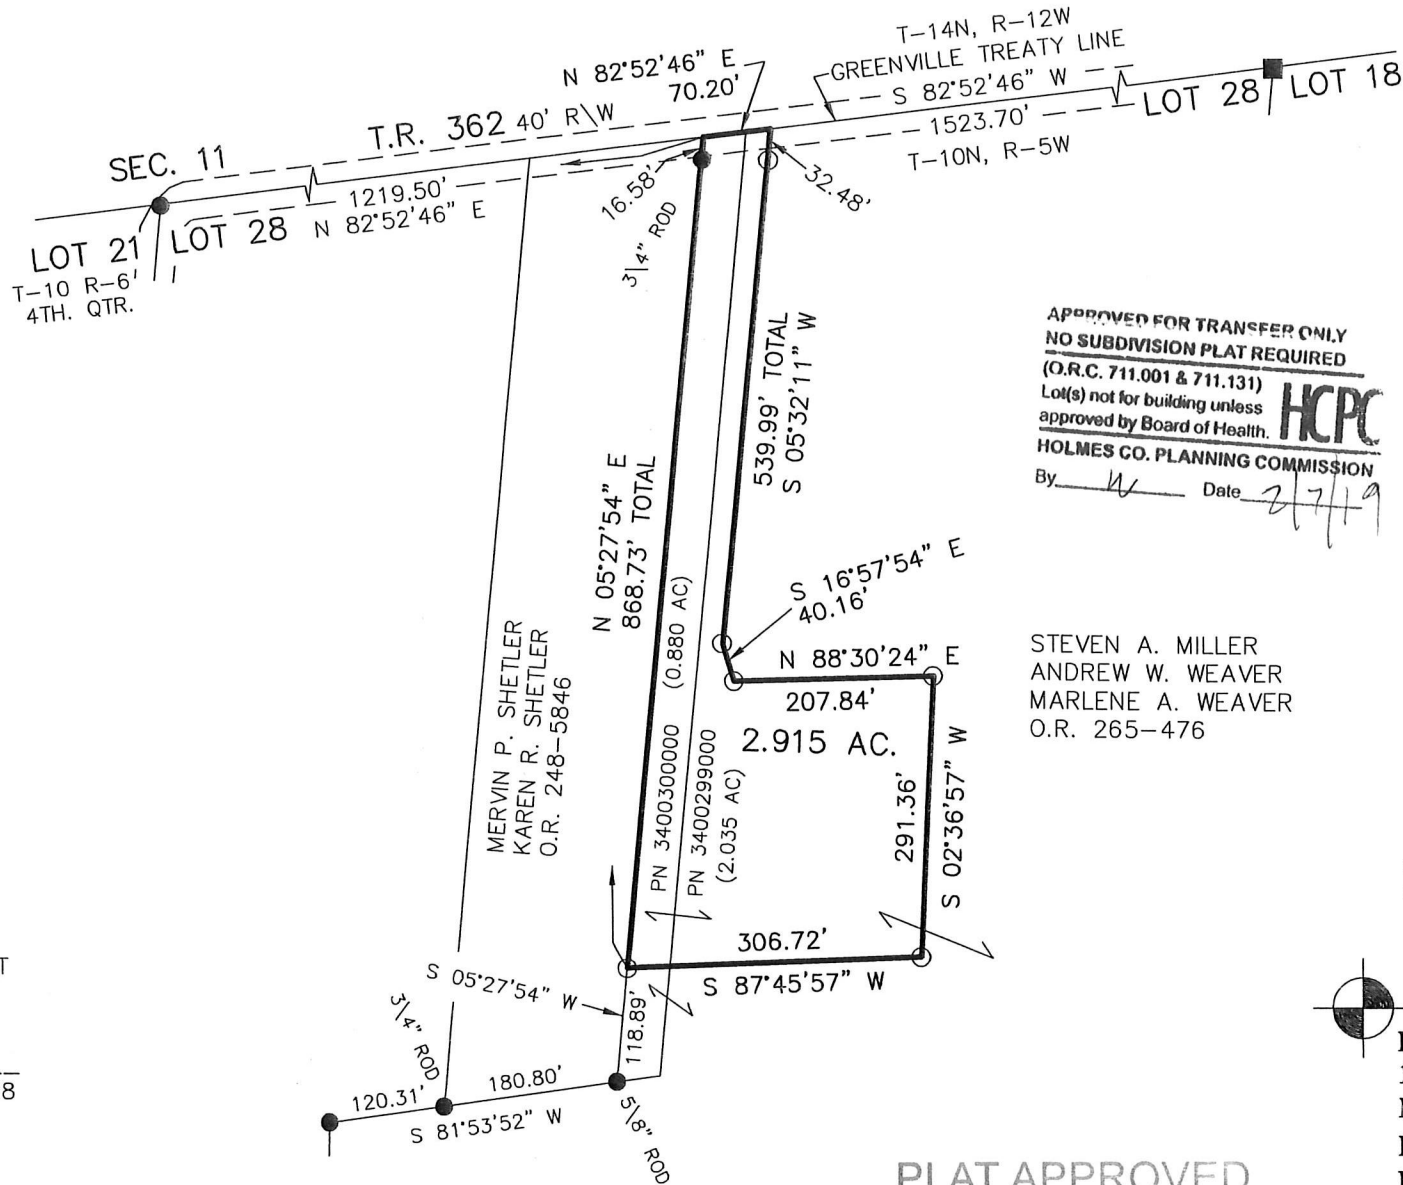 T-14N, R-12W
GREENVILLE TREATY LINE
N 82°52'46" E
70.20'
S 82°52'46" W
LOT 28
LOT 18
T.R. 362 40' R\W
1523.70'
T-10N, R-5W
SEC. 11
1219.50'
N 82°52'46" E
16.58'
32.48'
3\4" ROD
LOT 21
LOT 28
T-10 R-6'
4TH. QTR.
APPROVED FOR TRANSFER ONLY
NO SUBDIVISION PLAT REQUIRED
(O.R.C. 711.001 & 711.131)
Lot(s) not for building unless
approved by Board of Health.
HCPC
HOLMES CO. PLANNING COMMISSION
By Date 2/7/19
539.99' TOTAL
S 05°32'11" W
N 05°27'54" E
868.73' TOTAL
S 16°57'54" E
40.16'
N 88°30'24" E
207.84'
2.915 AC.
STEVEN A. MILLER
ANDREW W. WEAVER
MARLENE A. WEAVER
O.R. 265-476
MERVIN P. SHETLER
KAREN R. SHETLER
O.R. 248-5846
PN 3400300000 (0.880 AC)
PN 3400299000
(2.035 AC)
291.36'
S 02°36'57" W
306.72'
S 87°45'57" W
S 05°27'54" W
118.89'
3\4" ROD
120.31'
180.80'
S 81°53'52" W
5\8" ROD
T
8
PLAT APPROVED